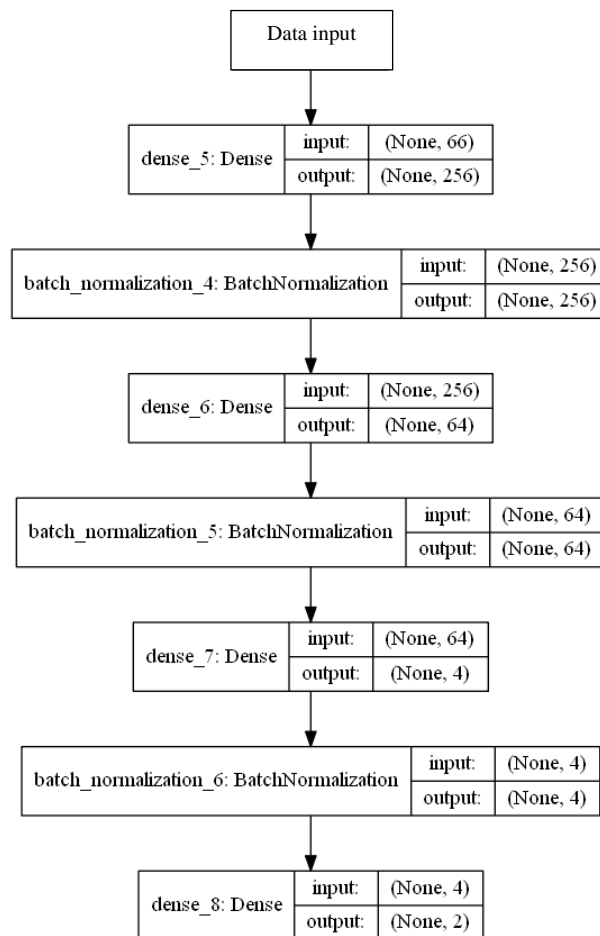 Data input
dense_5: Dense
input: (None, 66)
output: (None, 256)
batch_normalization_4: BatchNormalization
input: (None, 256)
output: (None, 256)
dense_6: Dense
input: (None, 256)
output: (None, 64)
batch_normalization_5: BatchNormalization
input: (None, 64)
output: (None, 64)
dense_7: Dense
input: (None, 64)
output: (None, 4)
batch_normalization_6: BatchNormalization
input: (None, 4)
output: (None, 4)
dense_8: Dense
input: (None, 4)
output: (None, 2)